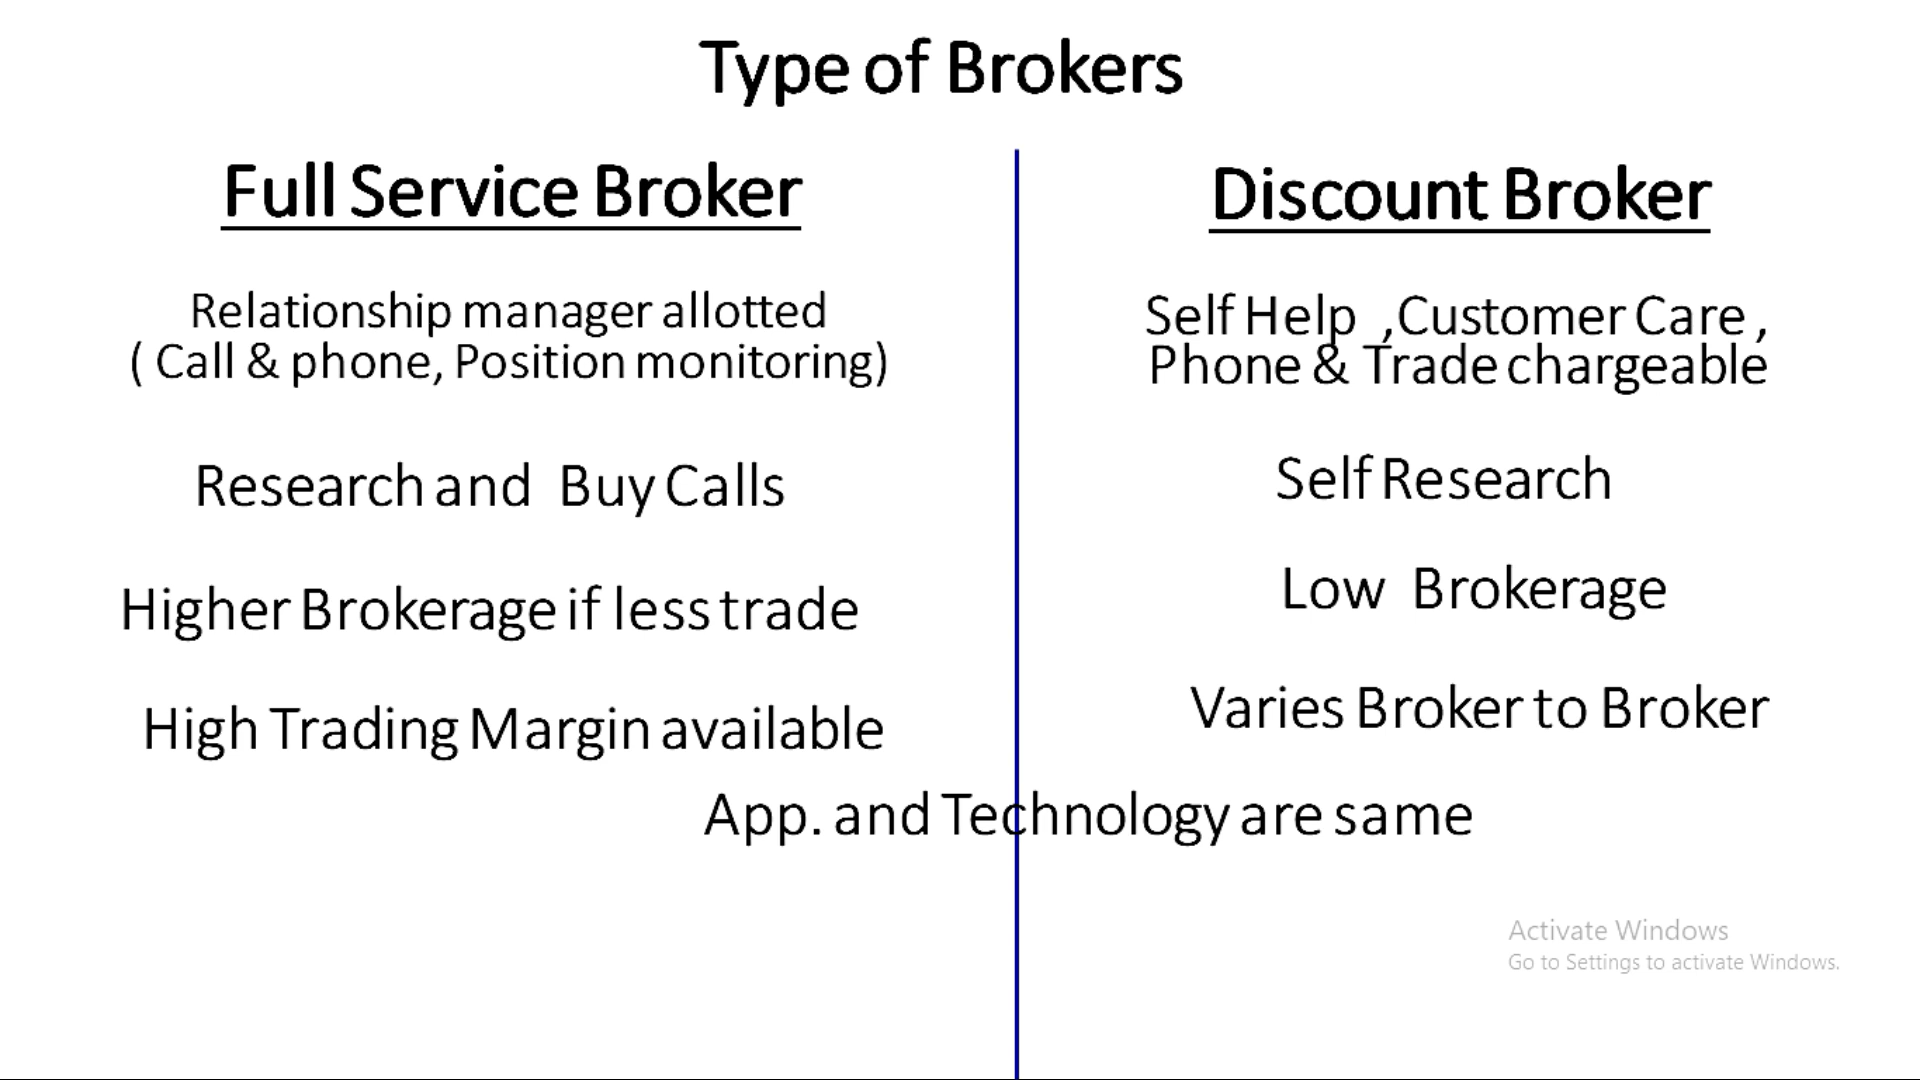 Type of Brokers
Full Service Broker
Relationship manager allotted
( Call & phone, Position monitoring)
Research and Buy Calls
Higher Brokerage if less trade
High Trading Margin available
Discount Broker
Self Help ,Customer Care ,
Phone & Trade chargeable
Self Research
Low Brokerage
Varies Broker to Broker
App. and Technology are same
Activate Windows
Go to Settings to activate Windows.